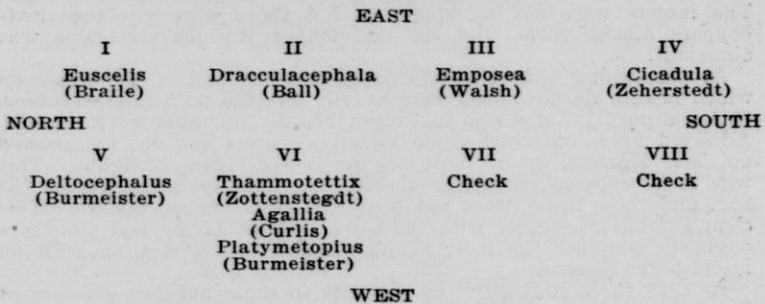 EAST
I II III IV
Euscelis Dracculacephala Emposea Cicadula
(Braile) (Ball) (Walsh) (Zeherstedt)
NORTH SOUTH
V VI VII VIII
Deltocephalus Thammotettix Check Check
(Burmeister) (Zottenstegdt)
Agallia
(Curlis)
Platymetopius
(Burmeister)
WEST